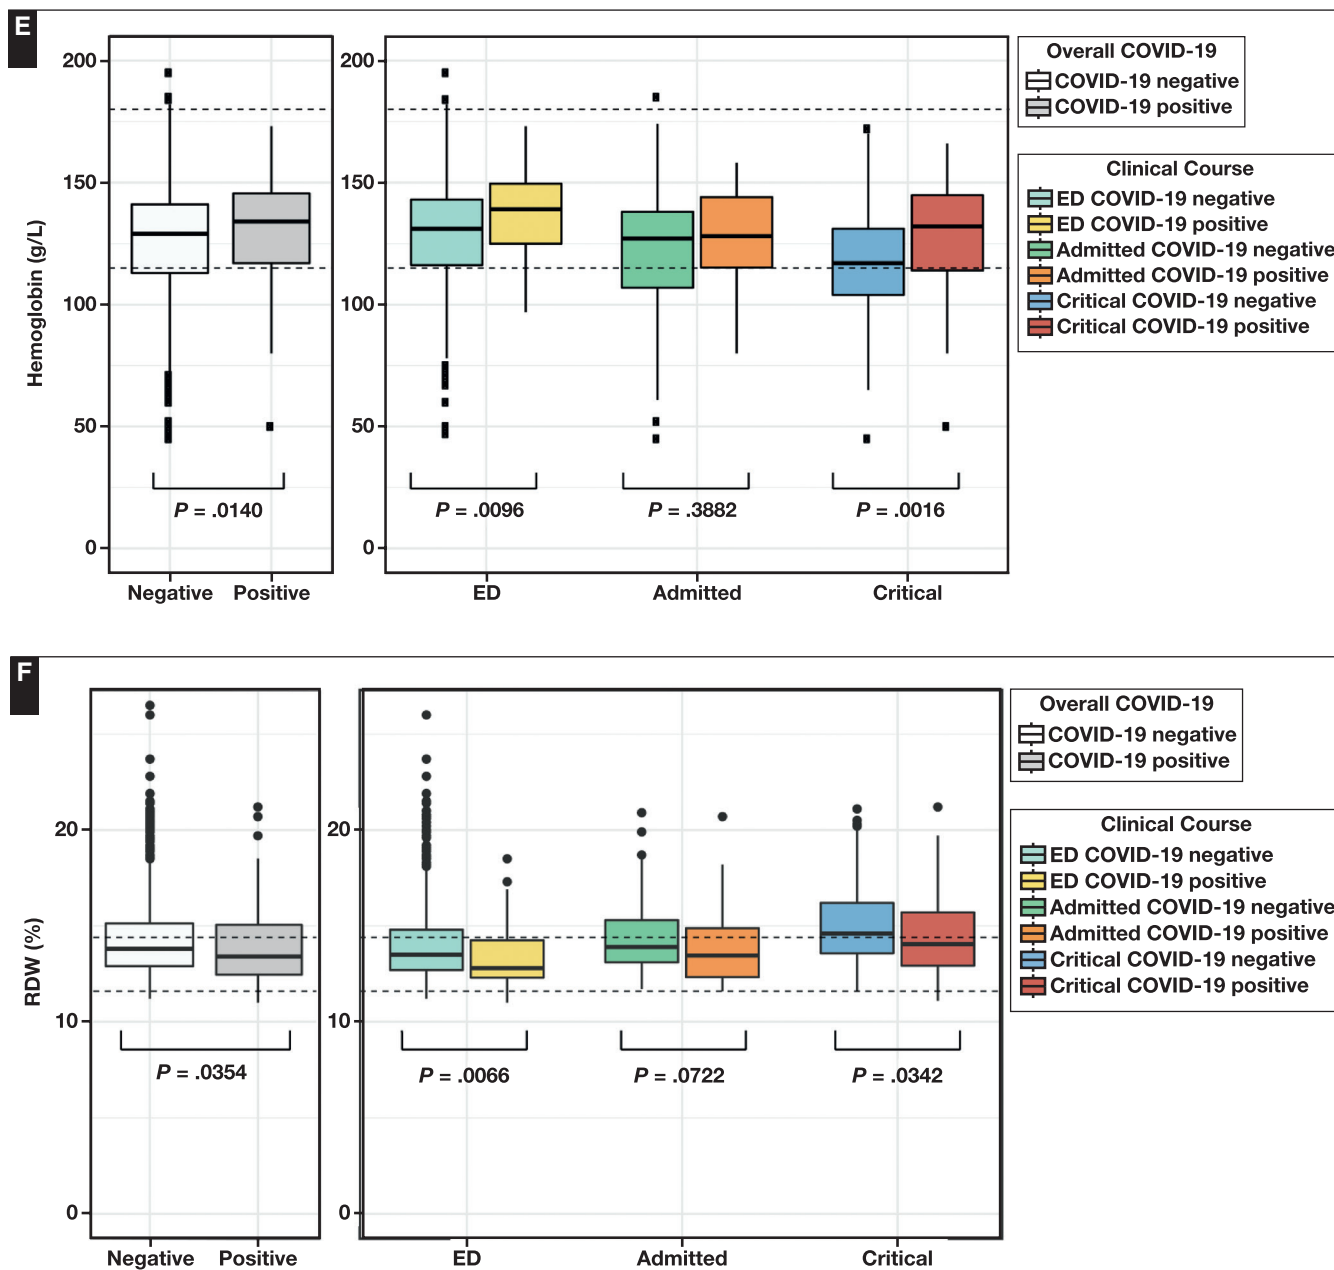 E
Hemoglobin (g/L)
200
150
100
50
0
P = .0140
Negative
Positive
200
150
100
50
0
P = .0096
P = .3882
P = .0016
ED
Admitted
Critical
Overall COVID-19
COVID-19 negative
COVID-19 positive
Clinical Course
ED COVID-19 negative
ED COVID-19 positive
Admitted COVID-19 negative
Admitted COVID-19 positive
Critical COVID-19 negative
Critical COVID-19 positive
F
RDW (%)
20
10
0
P = .0354
Negative
Positive
20
10
0
P = .0066
P = .0722
P = .0342
ED
Admitted
Critical
Overall COVID-19
COVID-19 negative
COVID-19 positive
Clinical Course
ED COVID-19 negative
ED COVID-19 positive
Admitted COVID-19 negative
Admitted COVID-19 positive
Critical COVID-19 negative
Critical COVID-19 positive